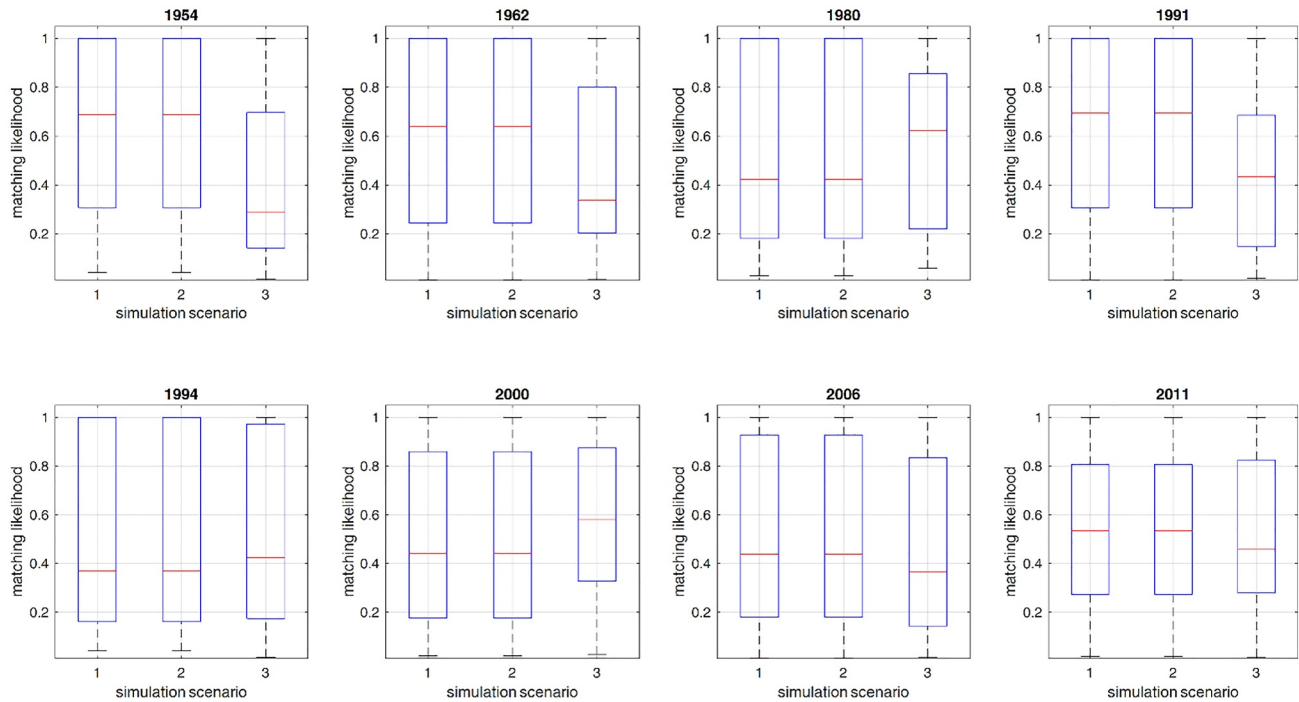 1954 1962 1980 1991
1 1 1 1
0.8 0.8 0.8 0.8
0.6 0.6 0.6 0.6
0.4 0.4 0.4 0.4
0.2 0.2 0.2 0.2
matching likelihood matching likelihood matching likelihood matching likelihood
1 2 3 1 2 3 1 2 3 1 2 3
simulation scenario simulation scenario simulation scenario simulation scenario
1994 2000 2006 2011
1 1 1 1
0.8 0.8 0.8 0.8
0.6 0.6 0.6 0.6
0.4 0.4 0.4 0.4
0.2 0.2 0.2 0.2
matching likelihood matching likelihood matching likelihood matching likelihood
1 2 3 1 2 3 1 2 3 1 2 3
simulation scenario simulation scenario simulation scenario simulation scenario